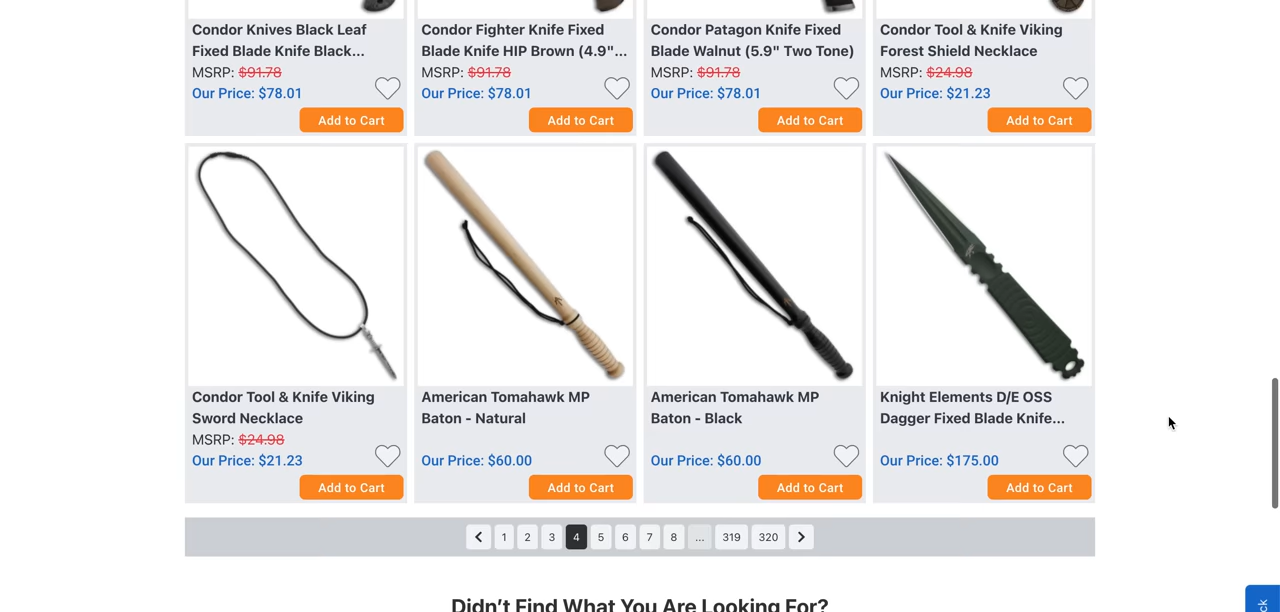 Condor Knives Black Leaf
Fixed Blade Knife Black...
MSRP: $91.78
Our Price: $78.01
Add to Cart
Condor Fighter Knife Fixed
Blade Knife HIP Brown (4.9"...
MSRP: $91.78
Our Price: $78.01
Add to Cart
Condor Patagon Knife Fixed
Blade Walnut (5.9" Two Tone)
MSRP: $91.78
Our Price: $78.01
Add to Cart
Condor Tool & Knife Viking
Forest Shield Necklace
MSRP: $24.98
Our Price: $21.23
Add to Cart
Condor Tool & Knife Viking
Sword Necklace
MSRP: $24.98
Our Price: $21.23
Add to Cart
American Tomahawk MP
Baton - Natural
Our Price: $60.00
Add to Cart
American Tomahawk MP
Baton - Black
Our Price: $60.00
Add to Cart
Knight Elements D/E OSS
Dagger Fixed Blade Knife...
Our Price: $175.00
Add to Cart
1 2 3 4 5 6 7 8 ... 319 320
Didn't Find What You Are Looking For?